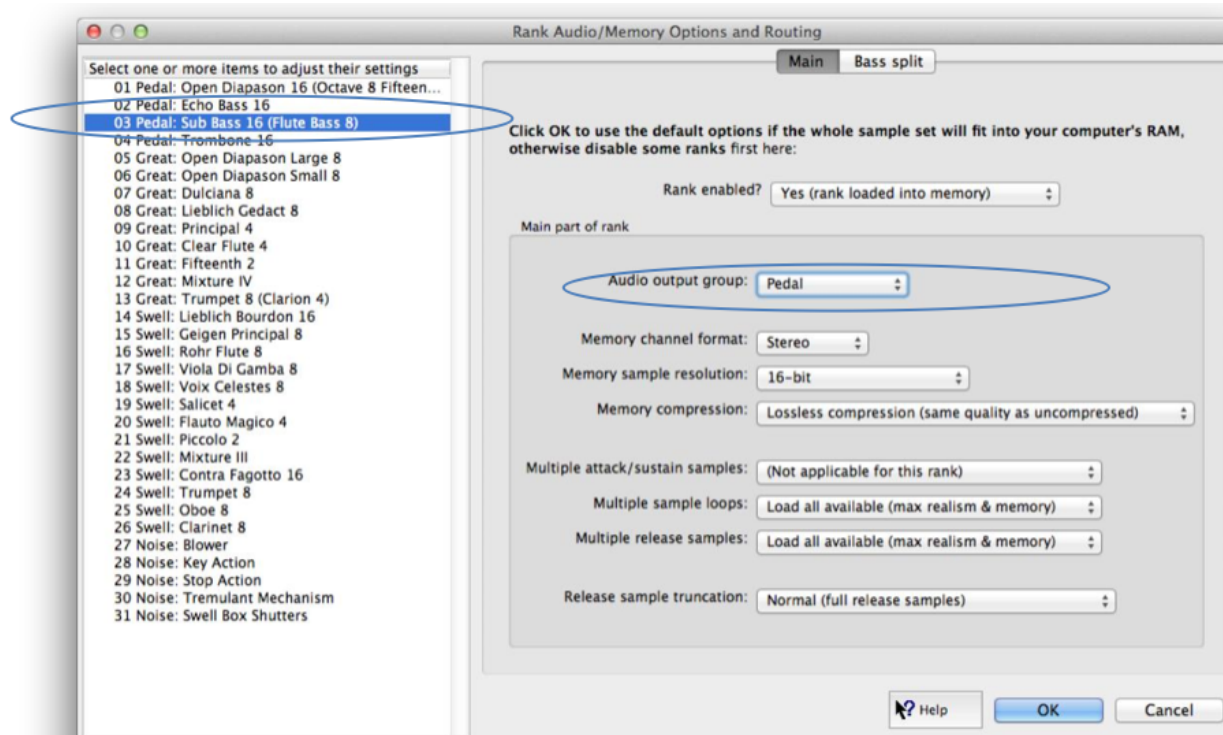 Rank Audio/Memory Options and Routing
Select one or more items to adjust their settings
01 Pedal: Open Diapason 16 (Octave 8 Fifteen...
02 Pedal: Echo Bass 16
03 Pedal: Sub Bass 16 (Flute Bass 8)
04 Pedal: Trombone 16
05 Great: Open Diapason Large 8
06 Great: Open Diapason Small 8
07 Great: Dulciana 8
08 Great: Lieblich Gedact 8
09 Great: Principal 4
10 Great: Clear Flute 4
11 Great: Fifteenth 2
12 Great: Mixture IV
13 Great: Trumpet 8 (Clarion 4)
14 Swell: Lieblich Bourdon 16
15 Swell: Geigen Principal 8
16 Swell: Rohr Flute 8
17 Swell: Viola Di Gamba 8
18 Swell: Voix Celestes 8
19 Swell: Salicet 4
20 Swell: Flauto Magico 4
21 Swell: Piccolo 2
22 Swell: Mixture III
23 Swell: Contra Fagotto 16
24 Swell: Trumpet 8
25 Swell: Oboe 8
26 Swell: Clarinet 8
27 Noise: Blower
28 Noise: Key Action
29 Noise: Stop Action
30 Noise: Tremulant Mechanism
31 Noise: Swell Box Shutters
Main Bass split
Click OK to use the default options if the whole sample set will fit into your computer's RAM,
otherwise disable some ranks first here:
Rank enabled? Yes (rank loaded into memory)
Main part of rank
Audio output group: Pedal
Memory channel format: Stereo
Memory sample resolution: 16-bit
Memory compression: Lossless compression (same quality as uncompressed)
Multiple attack/sustain samples: (Not applicable for this rank)
Multiple sample loops: Load all available (max realism & memory)
Multiple release samples: Load all available (max realism & memory)
Release sample truncation: Normal (full release samples)
? Help OK Cancel